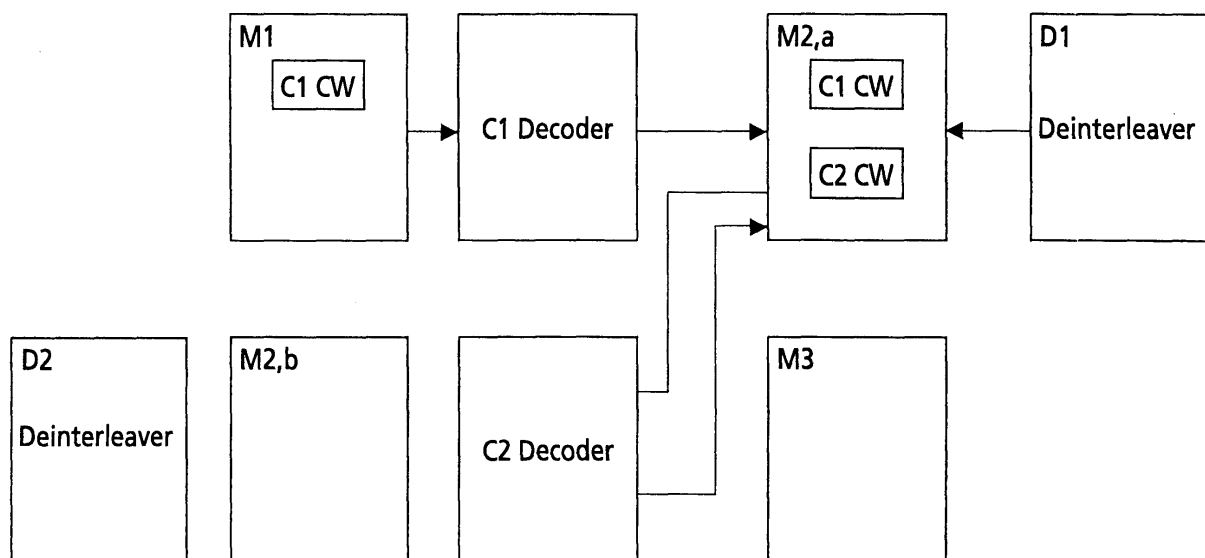 M1
C1 CW
C1 Decoder
M2,a
C1 CW
C2 CW
D1
Deinterleaver
D2
Deinterleaver
M2,b
C2 Decoder
M3